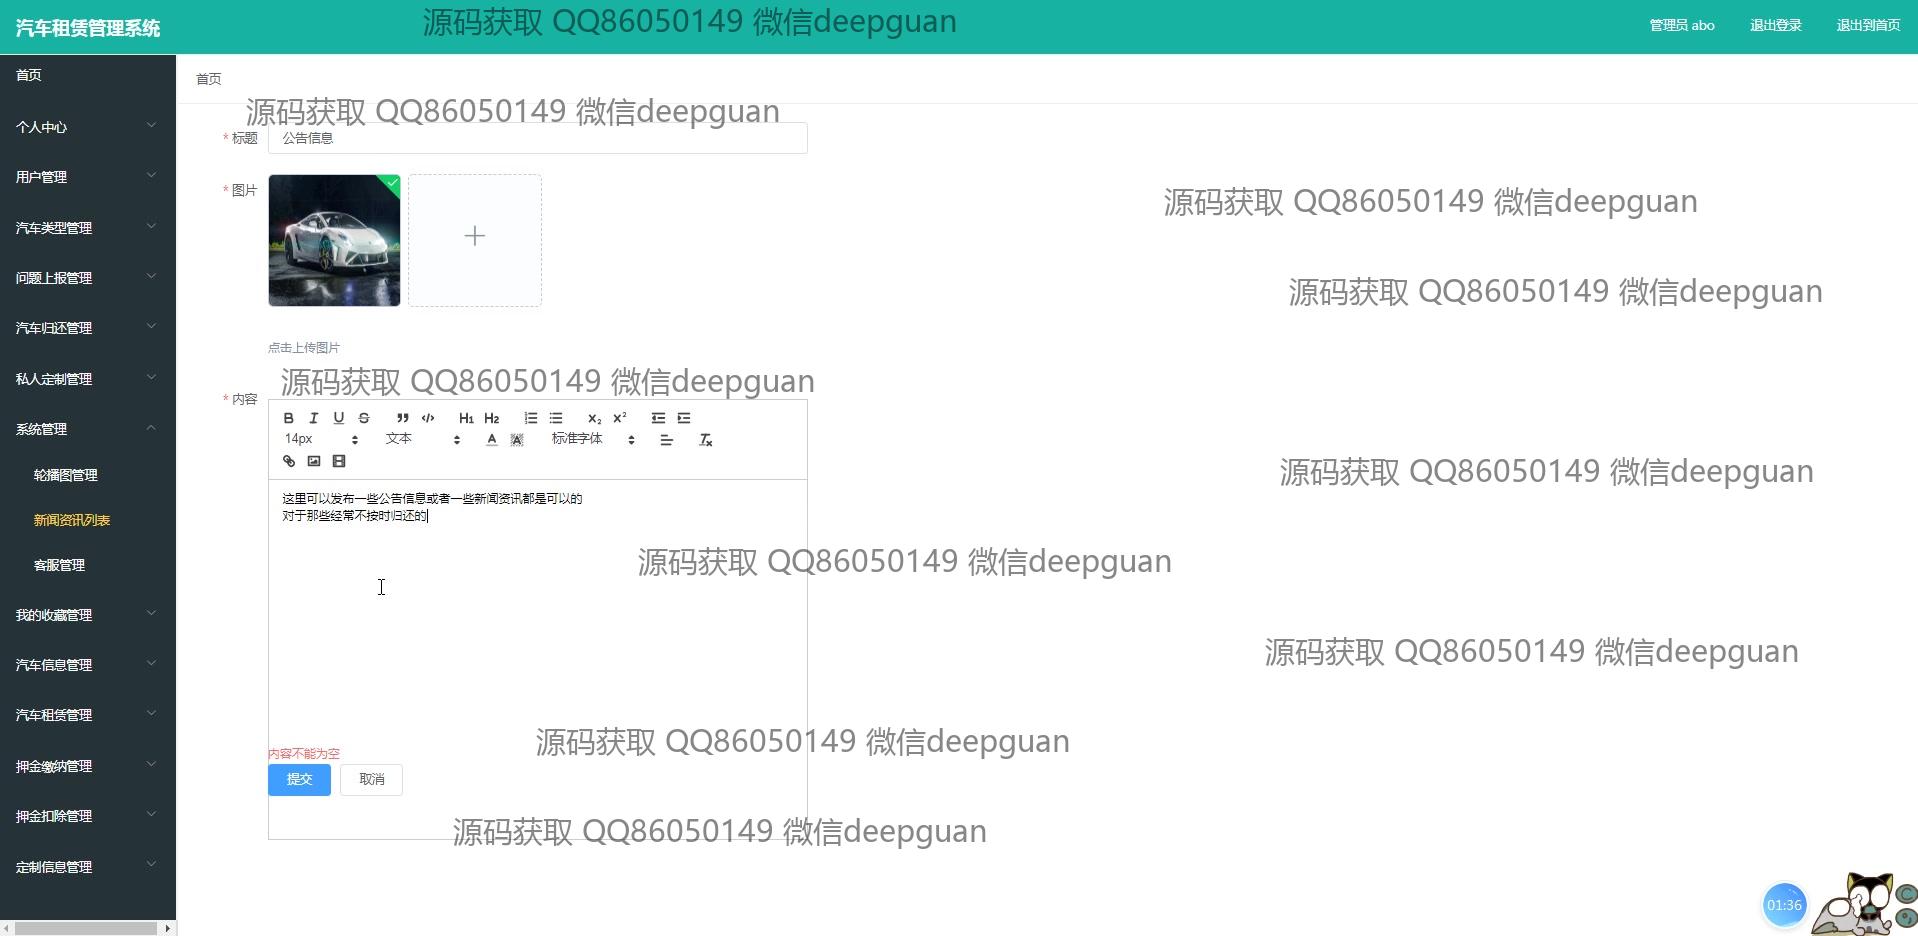 汽车租赁管理系统
源码获取 QQ86050149 微信deepguan
管理员 abo
退出登录
退出到首页
首页
个人中心
用户管理
汽车类型管理
问题上报管理
汽车归还管理
私人定制管理
系统管理
轮播图管理
新闻资讯列表
客服管理
我的收藏管理
汽车信息管理
汽车租赁管理
押金缴纳管理
押金扣除管理
定制信息管理
首页
源码获取 QQ86050149 微信deepguan
* 标题
公告信息
* 图片
源码获取 QQ86050149 微信deepguan
源码获取 QQ86050149 微信deepguan
点击上传图片
源码获取 QQ86050149 微信deepguan
* 内容
B I U S H1 H2 X2 X2
14px 文本 A A 标准字体 Tx
源码获取 QQ86050149 微信deepguan
这里可以发布一些公告信息或者一些新闻资讯都是可以的
对于那些经常不按时归还的
源码获取 QQ86050149 微信deepguan
源码获取 QQ86050149 微信deepguan
源码获取 QQ86050149 微信deepguan
内容不能为空
提交
取消
源码获取 QQ86050149 微信deepguan
01:36